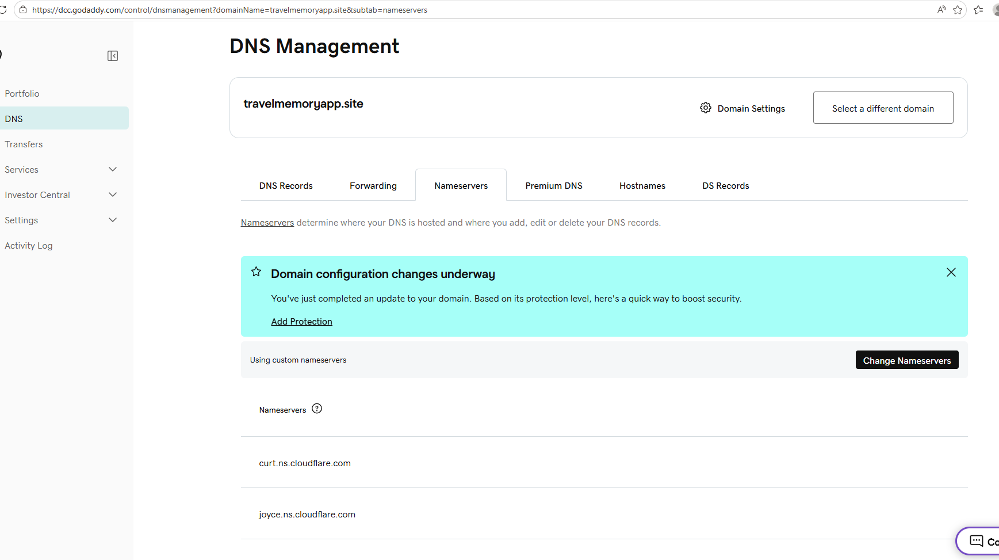 https://dcc.godaddy.com/control/dnsmanagement?domainName=travelmemoryapp.site&subtab=nameservers
DNS Management
travelmemoryapp.site
Domain Settings
Select a different domain
Portfolio
DNS
Transfers
Services
Investor Central
Settings
Activity Log
DNS Records
Forwarding
Nameservers
Premium DNS
Hostnames
DS Records
Nameservers determine where your DNS is hosted and where you add, edit or delete your DNS records.
Domain configuration changes underway
You've just completed an update to your domain. Based on its protection level, here's a quick way to boost security.
Add Protection
Using custom nameservers
Change Nameservers
Nameservers
curt.ns.cloudflare.com
joyce.ns.cloudflare.com